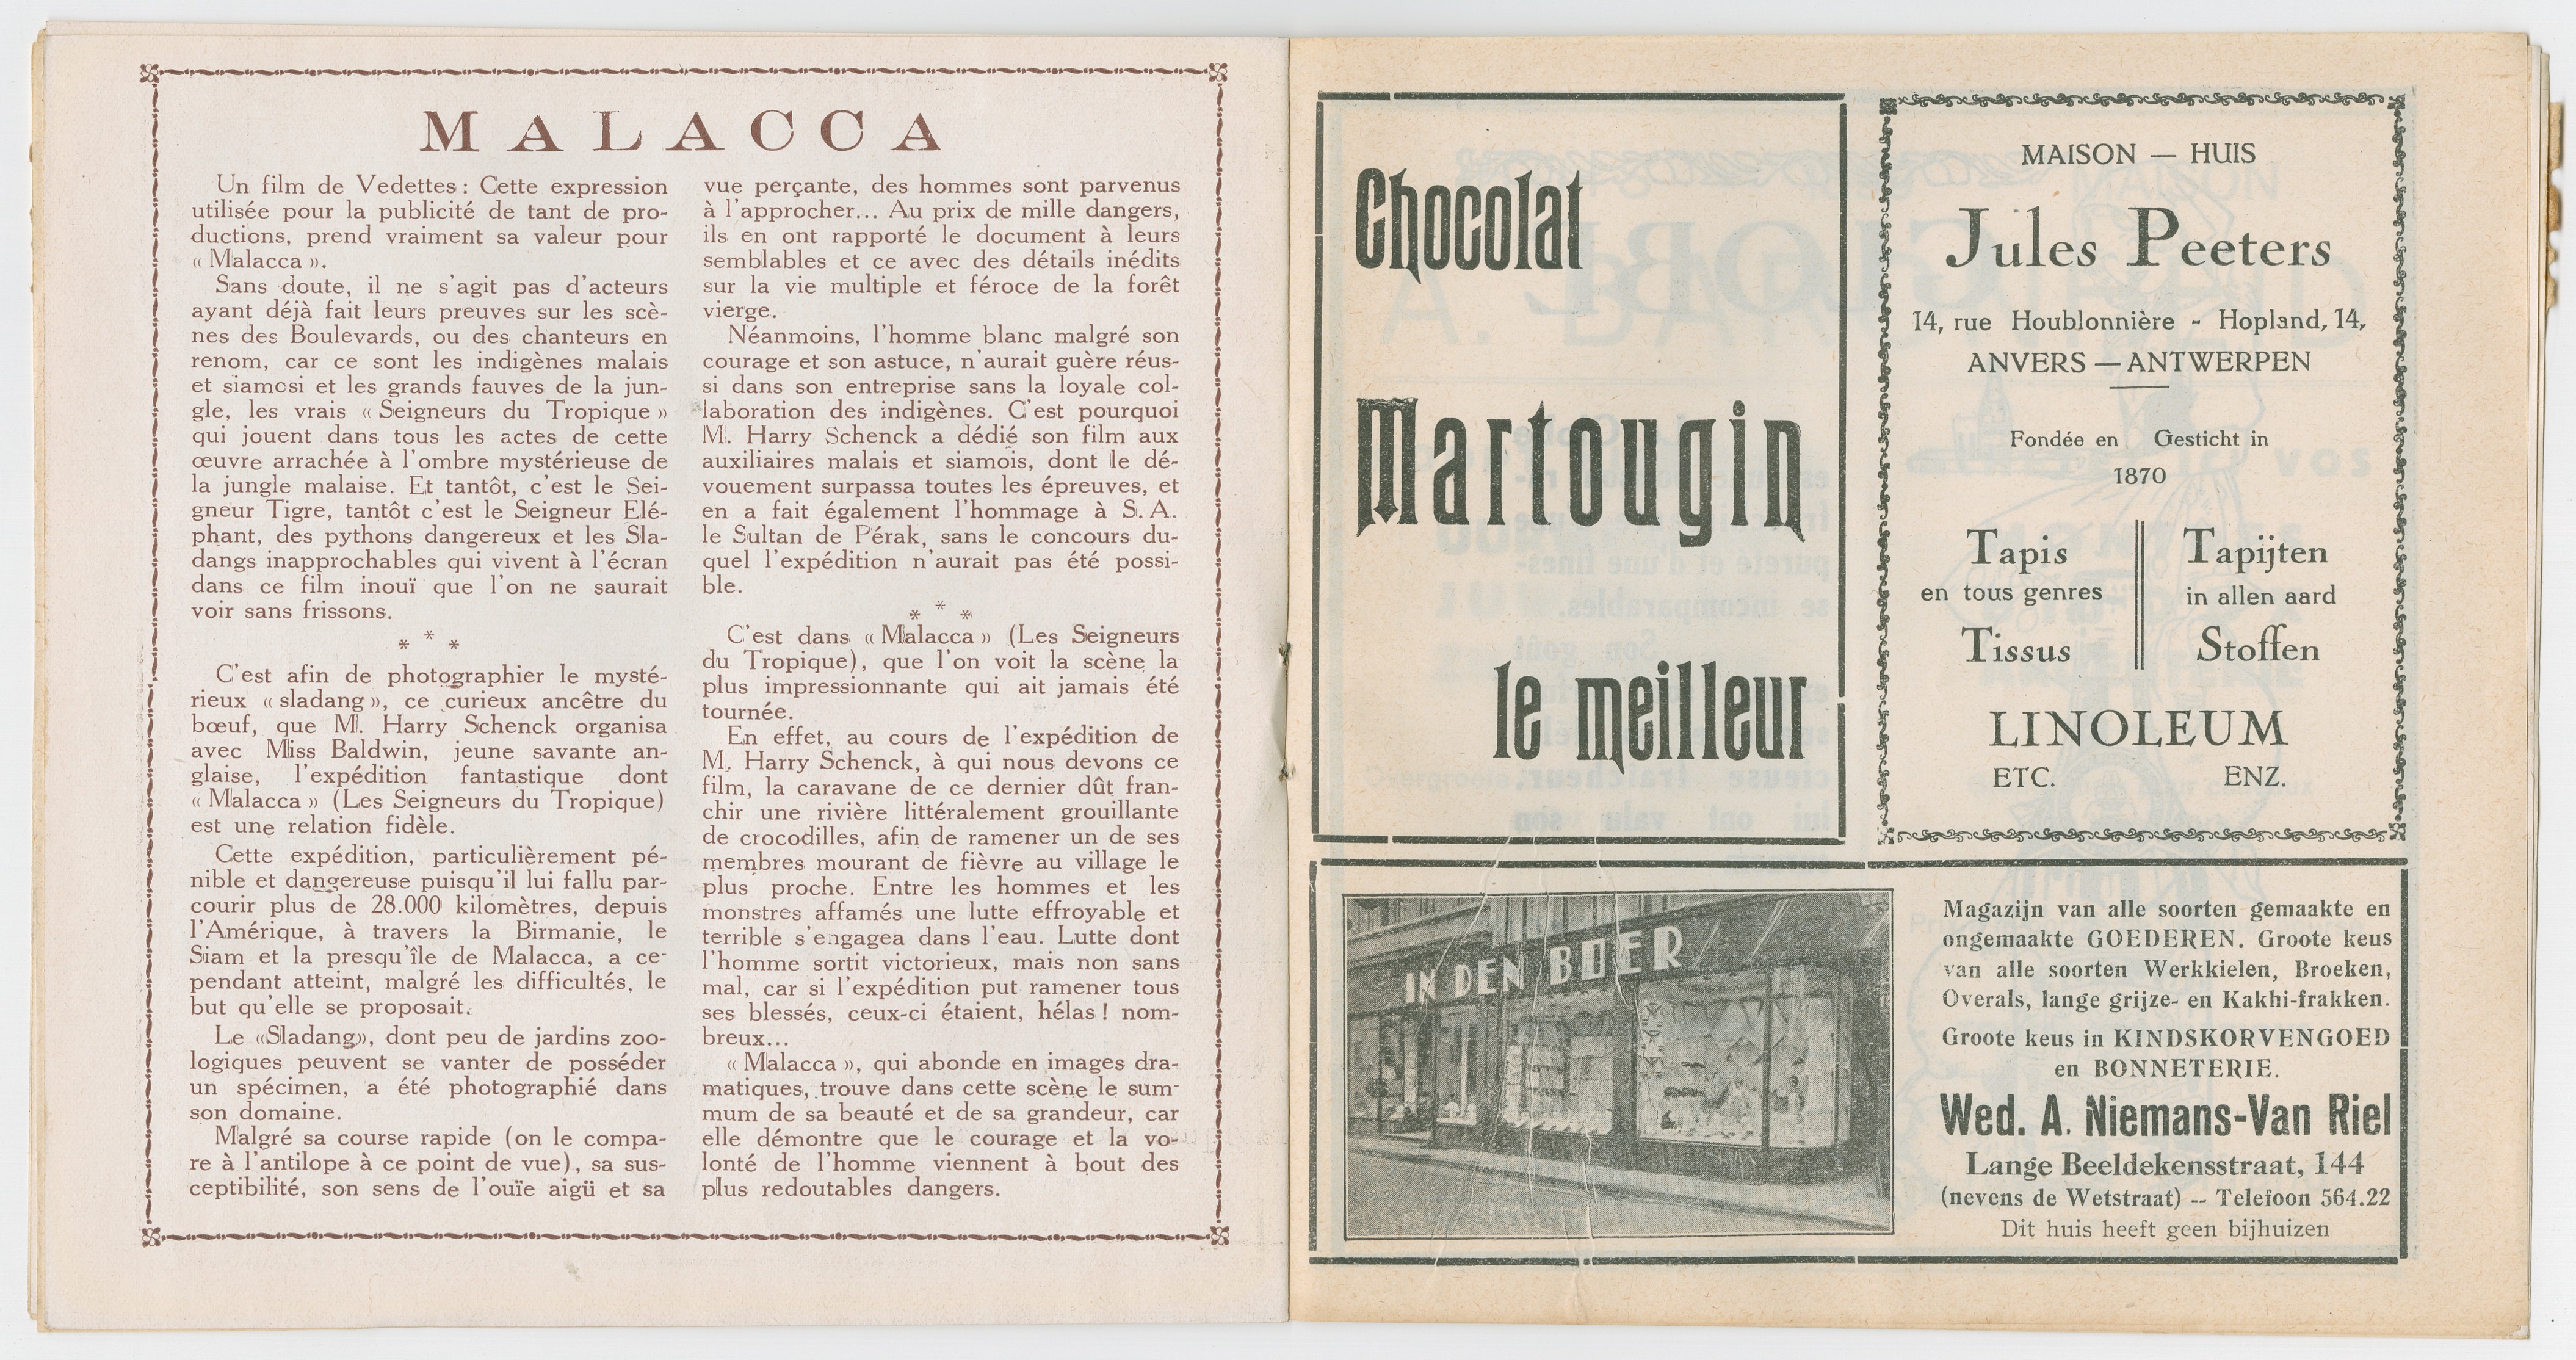 MALACCA
Un film de Vedettes : Cette expression
utilisée pour la publicité de tant de pro-
ductions, prend vraiment sa valeur pour
« Malacca ».
Sans doute, il ne s'agit pas d'acteurs
ayant déjà fait leurs preuves sur les scè-
nes des Boulevards, ou des chanteurs en
renom, car ce sont les indigènes malais
et siamosi et les grands fauves de la jun-
gle, les vrais « Seigneurs du Tropique »
qui jouent dans tous les actes de cette
œuvre arrachée à l'ombre mystérieuse de
la jungle malaise. Et tantôt, c'est le Sei-
gneur Tigre, tantôt c'est le Seigneur Elé-
phant, des pythons dangereux et les Sla-
dangs inapprochables qui vivent à l'écran
dans ce film inouï que l'on ne saurait
voir sans frissons.
* * *
C'est afin de photographier le mysté-
rieux « sladang », ce curieux ancêtre du
bœuf, que M. Harry Schenck organisa
avec Miss Baldwin, jeune savante an-
glaise, l'expédition fantastique dont
« Malacca » (Les Seigneurs du Tropique)
est une relation fidèle.
Cette expédition, particulièrement pé-
nible et dangereuse puisqu'il lui fallu par-
courir plus de 28.000 kilomètres, depuis
l'Amérique, à travers la Birmanie, le
Siam et la presqu'île de Malacca, a ce-
pendant atteint, malgré les difficultés, le
but qu'elle se proposait.
Le «Sladang», dont peu de jardins zoo-
logiques peuvent se vanter de posséder
un spécimen, a été photographié dans
son domaine.
Malgré sa course rapide (on le compa-
re à l'antilope à ce point de vue), sa sus-
ceptibilité, son sens de l'ouïe aigü et sa
vue perçante, des hommes sont parvenus
à l'approcher... Au prix de mille dangers,
ils en ont rapporté le document à leurs
semblables et ce avec des détails inédits
sur la vie multiple et féroce de la forêt
vierge.
Néanmoins, l'homme blanc malgré son
courage et son astuce, n'aurait guère réus-
si dans son entreprise sans la loyale col-
laboration des indigènes. C'est pourquoi
M. Harry Schenck a dédié son film aux
auxiliaires malais et siamois, dont le dé-
vouement surpassa toutes les épreuves, et
en a fait également l'hommage à S. A.
le Sultan de Pérak, sans le concours du-
quel l'expédition n'aurait pas été possi-
ble.
* * *
C'est dans « Malacca » (Les Seigneurs
du Tropique), que l'on voit la scène la
plus impressionnante qui ait jamais été
tournée.
En effet, au cours de l'expédition de
M. Harry Schenck, à qui nous devons ce
film, la caravane de ce dernier dût fran-
chir une rivière littéralement grouillante
de crocodilles, afin de ramener un de ses
membres mourant de fièvre au village le
plus proche. Entre les hommes et les
monstres affamés une lutte effroyable et
terrible s'engagea dans l'eau. Lutte dont
l'homme sortit victorieux, mais non sans
mal, car si l'expédition put ramener tous
ses blessés, ceux-ci étaient, hélas ! nom-
breux...
« Malacca », qui abonde en images dra-
matiques, trouve dans cette scène le sum-
mum de sa beauté et de sa grandeur, car
elle démontre que le courage et la vo-
lonté de l'homme viennent à bout des
plus redoutables dangers.
Chocolat
Martougin
le meilleur
MAISON — HUIS
Jules Peeters
14, rue Houblonnière - Hopland, 14,
ANVERS — ANTWERPEN
Fondée en Gesticht in
1870
Tapis
en tous genres
Tissus
Tapijten
in allen aard
Stoffen
LINOLEUM
ETC. ENZ.
IN DEN BOER
Magazijn van alle soorten gemaakte en
ongemaakte GOEDEREN. Groote keus
van alle soorten Werkkielen, Broeken,
Overals, lange grijze- en Kakhi-frakken.
Groote keus in KINDSKORVENGOED
en BONNETERIE.
Wed. A. Niemans-Van Riel
Lange Beeldekensstraat, 144
(nevens de Wetstraat) -- Telefoon 564.22
Dit huis heeft geen bijhuizen